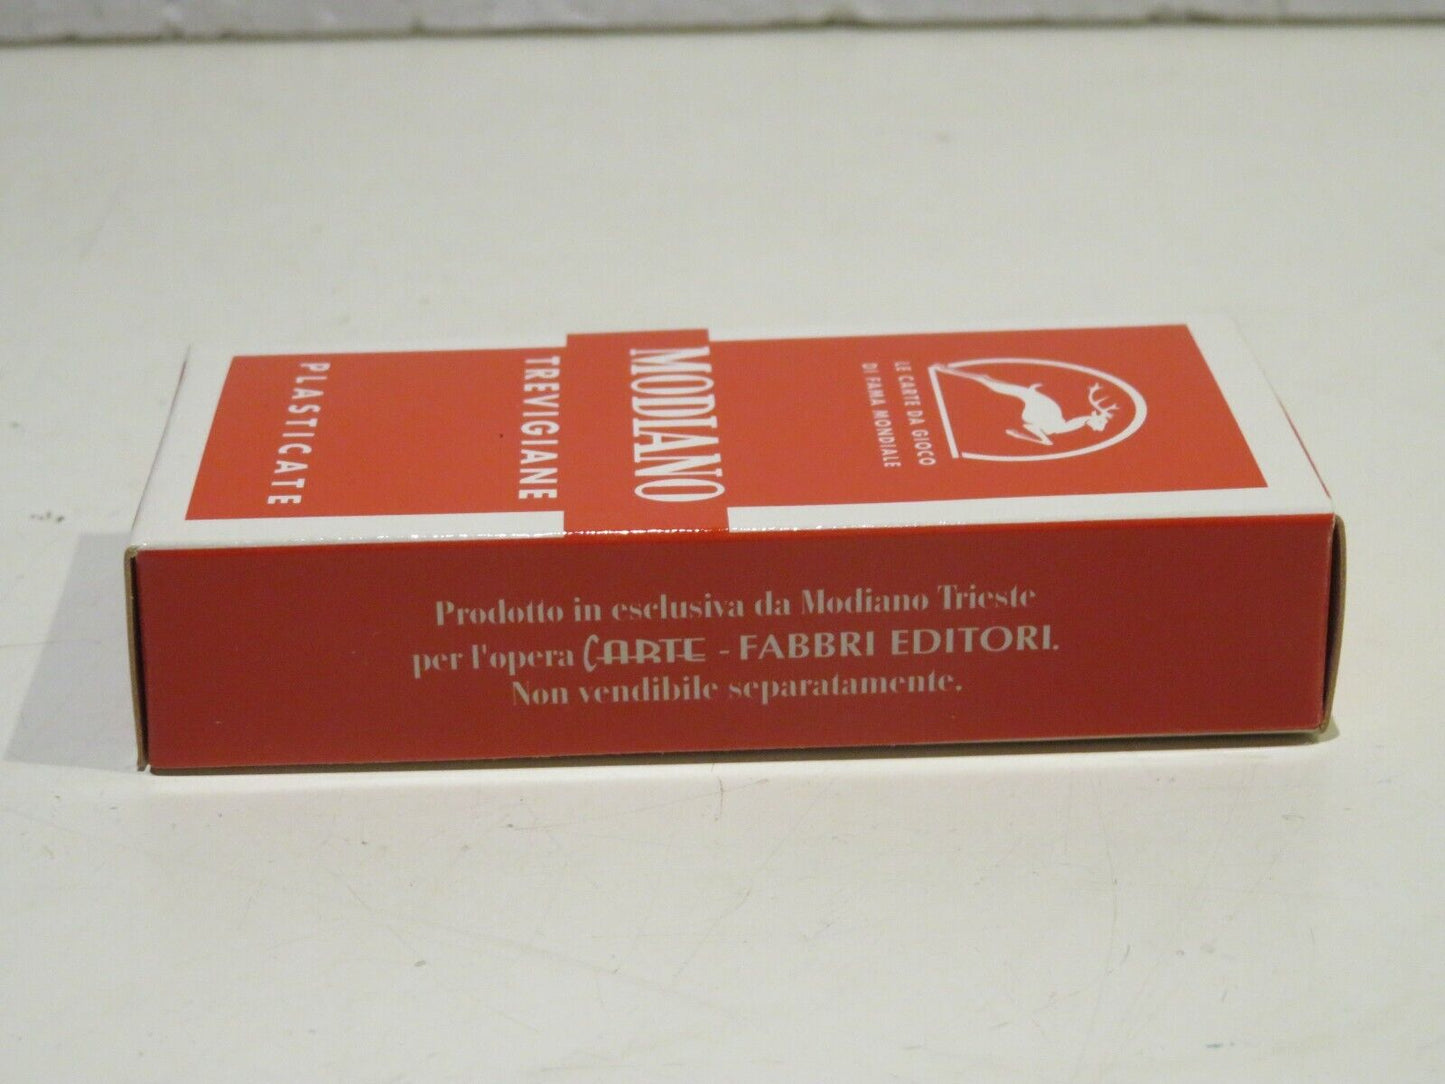 LE CARTE DA GIOCO
DI FAMA MONDIALE
MODIANO
TREVIGIANE
PLASTICATE
Prodotto in esclusiva da Modiano Trieste
per l'opera CARTE - FABBRI EDITORI.
Non vendibile separatamente.